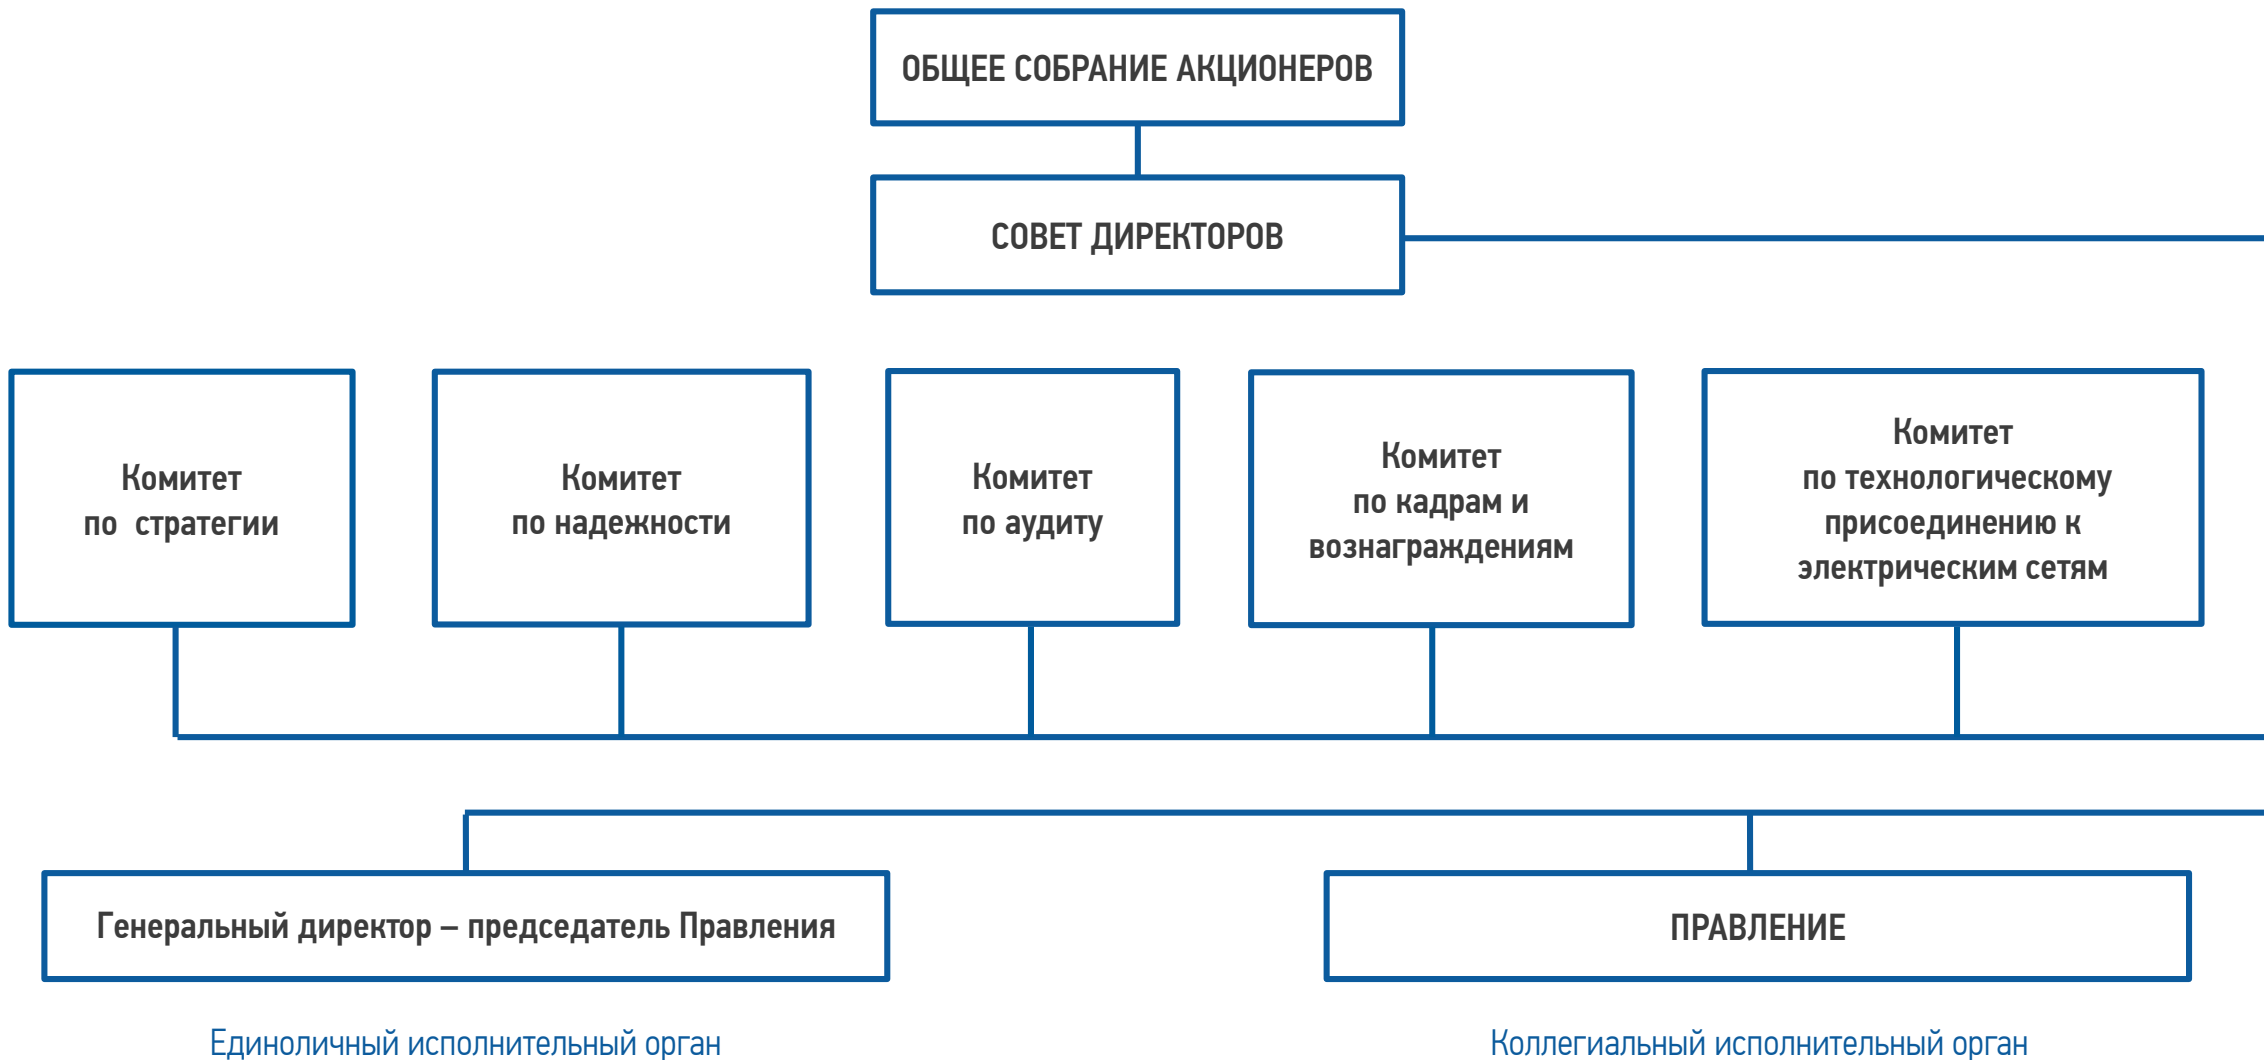 ОБЩЕЕ СОБРАНИЕ АКЦИОНЕРОВ
СОВЕТ ДИРЕКТОРОВ
Комитет
по стратегии
Комитет
по надежности
Комитет
по аудиту
Комитет
по кадрам и
вознаграждениям
Комитет
по технологическому
присоединению к
электрическим сетям
Генеральный директор – председатель Правления
ПРАВЛЕНИЕ
Единоличный исполнительный орган
Коллегиальный исполнительный орган